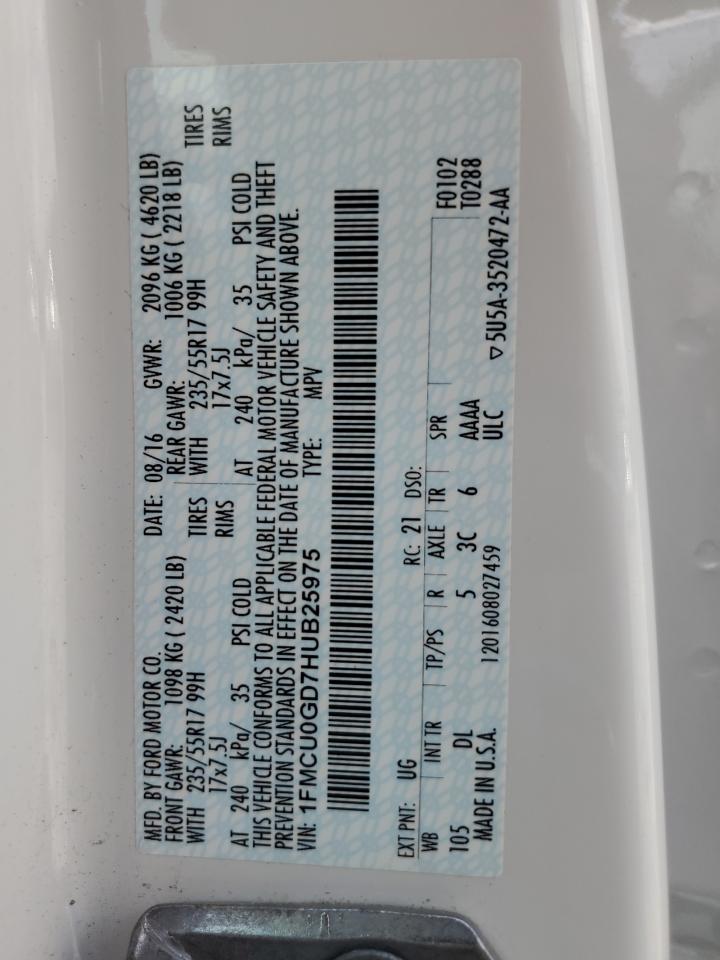 MFD. BY FORD MOTOR CO. DATE: 08/16 GVWR: 2096 KG ( 4620 LB)
FRONT GAWR: 1098 KG ( 2420 LB) REAR GAWR: 1006 KG ( 2218 LB)
WITH 235/55R17 99H TIRES WITH 235/55R17 99H TIRES
17x7.5J RIMS 17x7.5J RIMS
AT 240 kPa/ 35 PSI COLD AT 240 kPa/ 35 PSI COLD
THIS VEHICLE CONFORMS TO ALL APPLICABLE FEDERAL MOTOR VEHICLE SAFETY AND THEFT
PREVENTION STANDARDS IN EFFECT ON THE DATE OF MANUFACTURE SHOWN ABOVE.
VIN: 1FMCU0GD7HUB25975 TYPE: MPV
EXT PNT: UG RC: 21 DSO: F0102
WB INT TR TP/PS R AXLE TR SPR T0288
105 DL 5 3C 6 AAAA
MADE IN U.S.A. 1201608027459 ULC ▽5U5A-3520472-AA